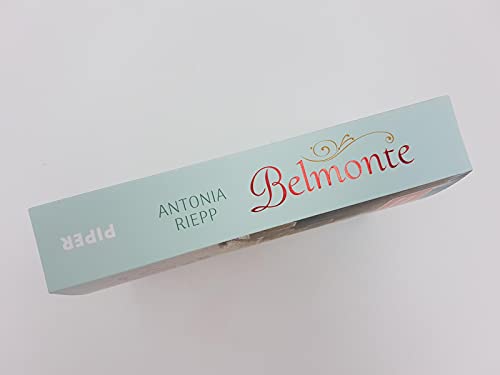 PIPER
ANTONIA
RIEPP
Belmonte